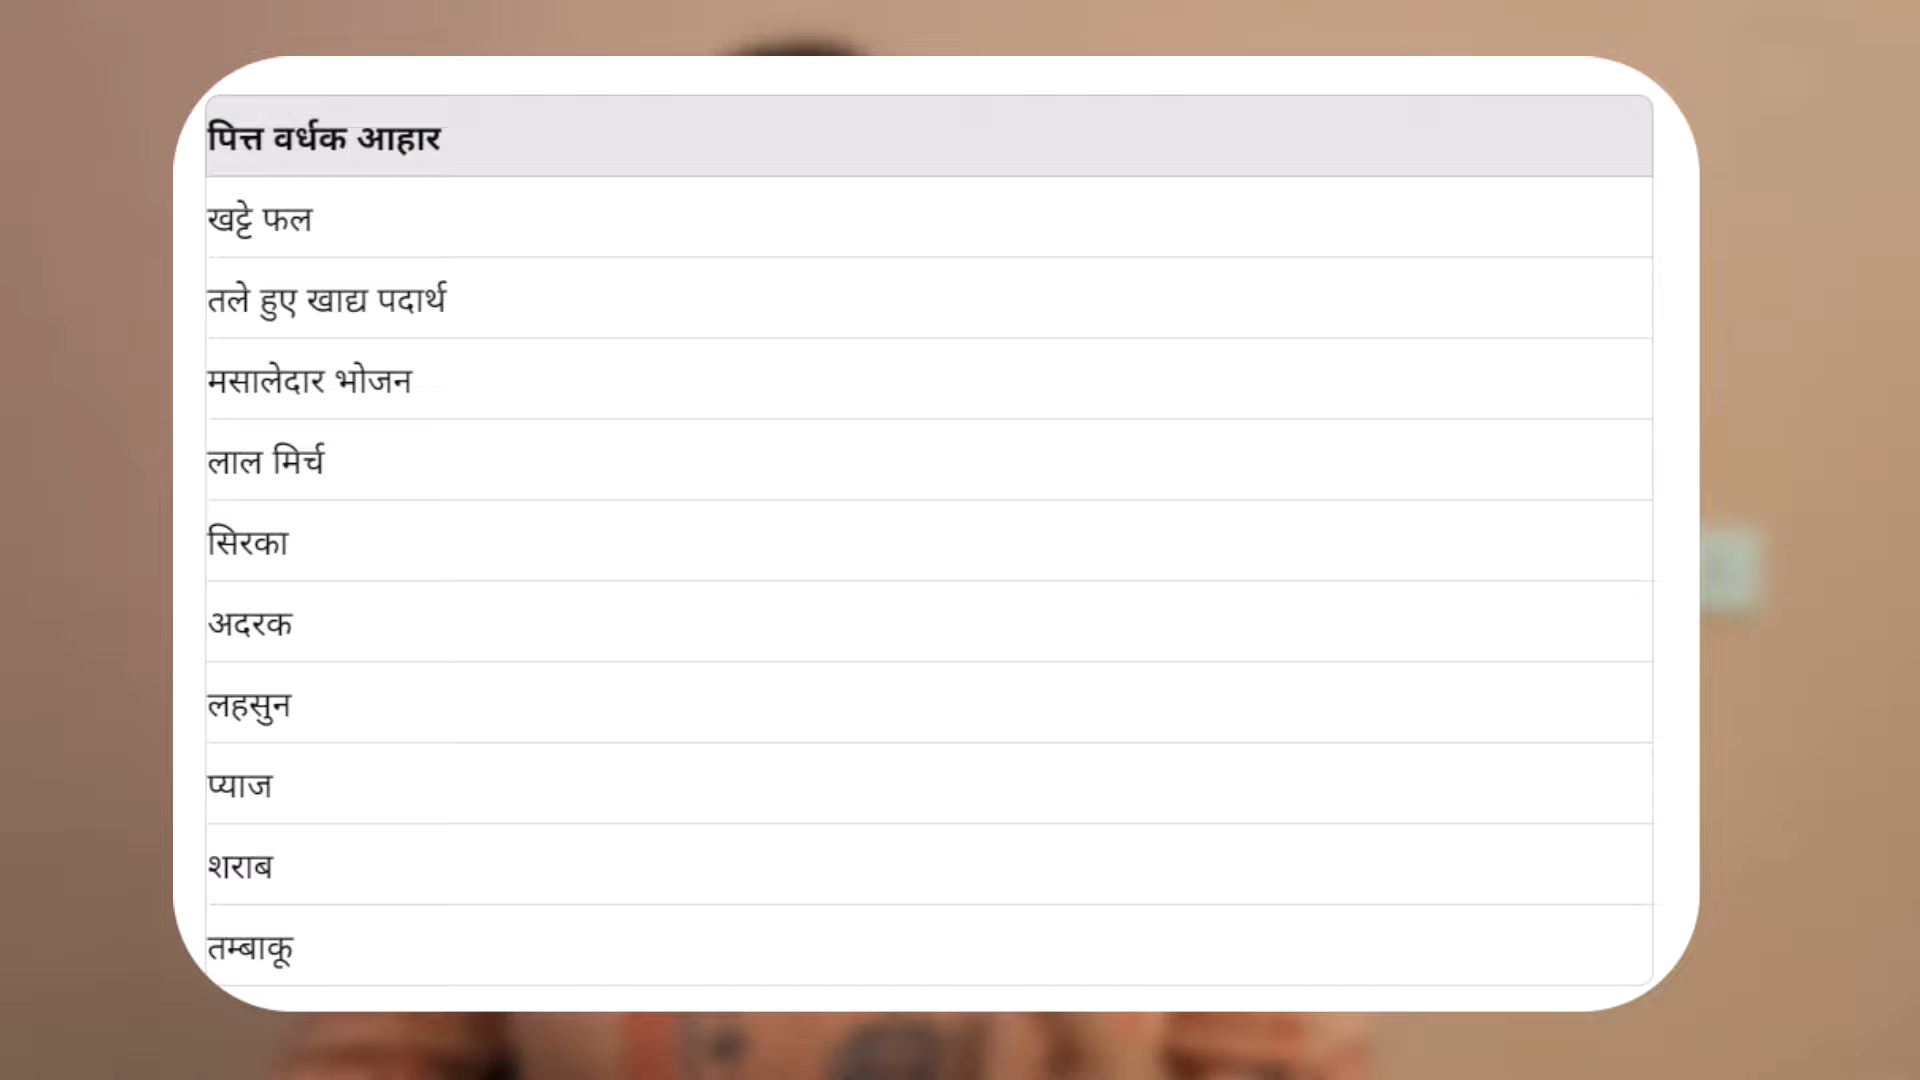 पित्त वर्धक आहार
खट्टे फल
तले हुए खाद्य पदार्थ
मसालेदार भोजन
लाल मिर्च
सिरका
अदरक
लहसुन
प्याज
शराब
तम्बाकू